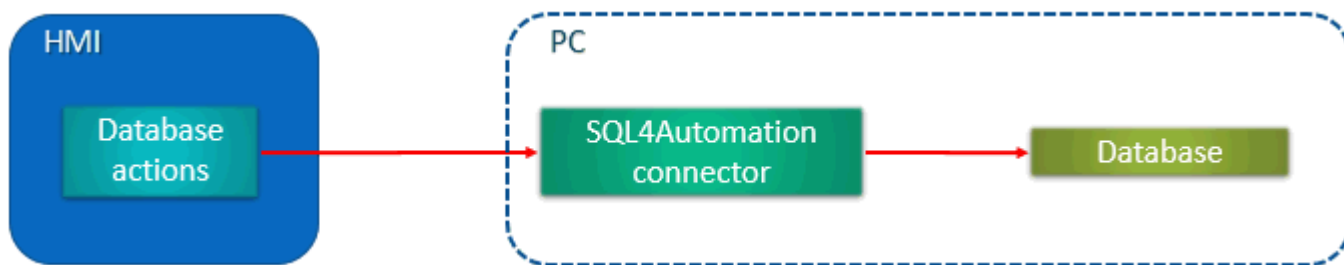 HMI
PC
Database
actions
SQL4Automation
connector
Database